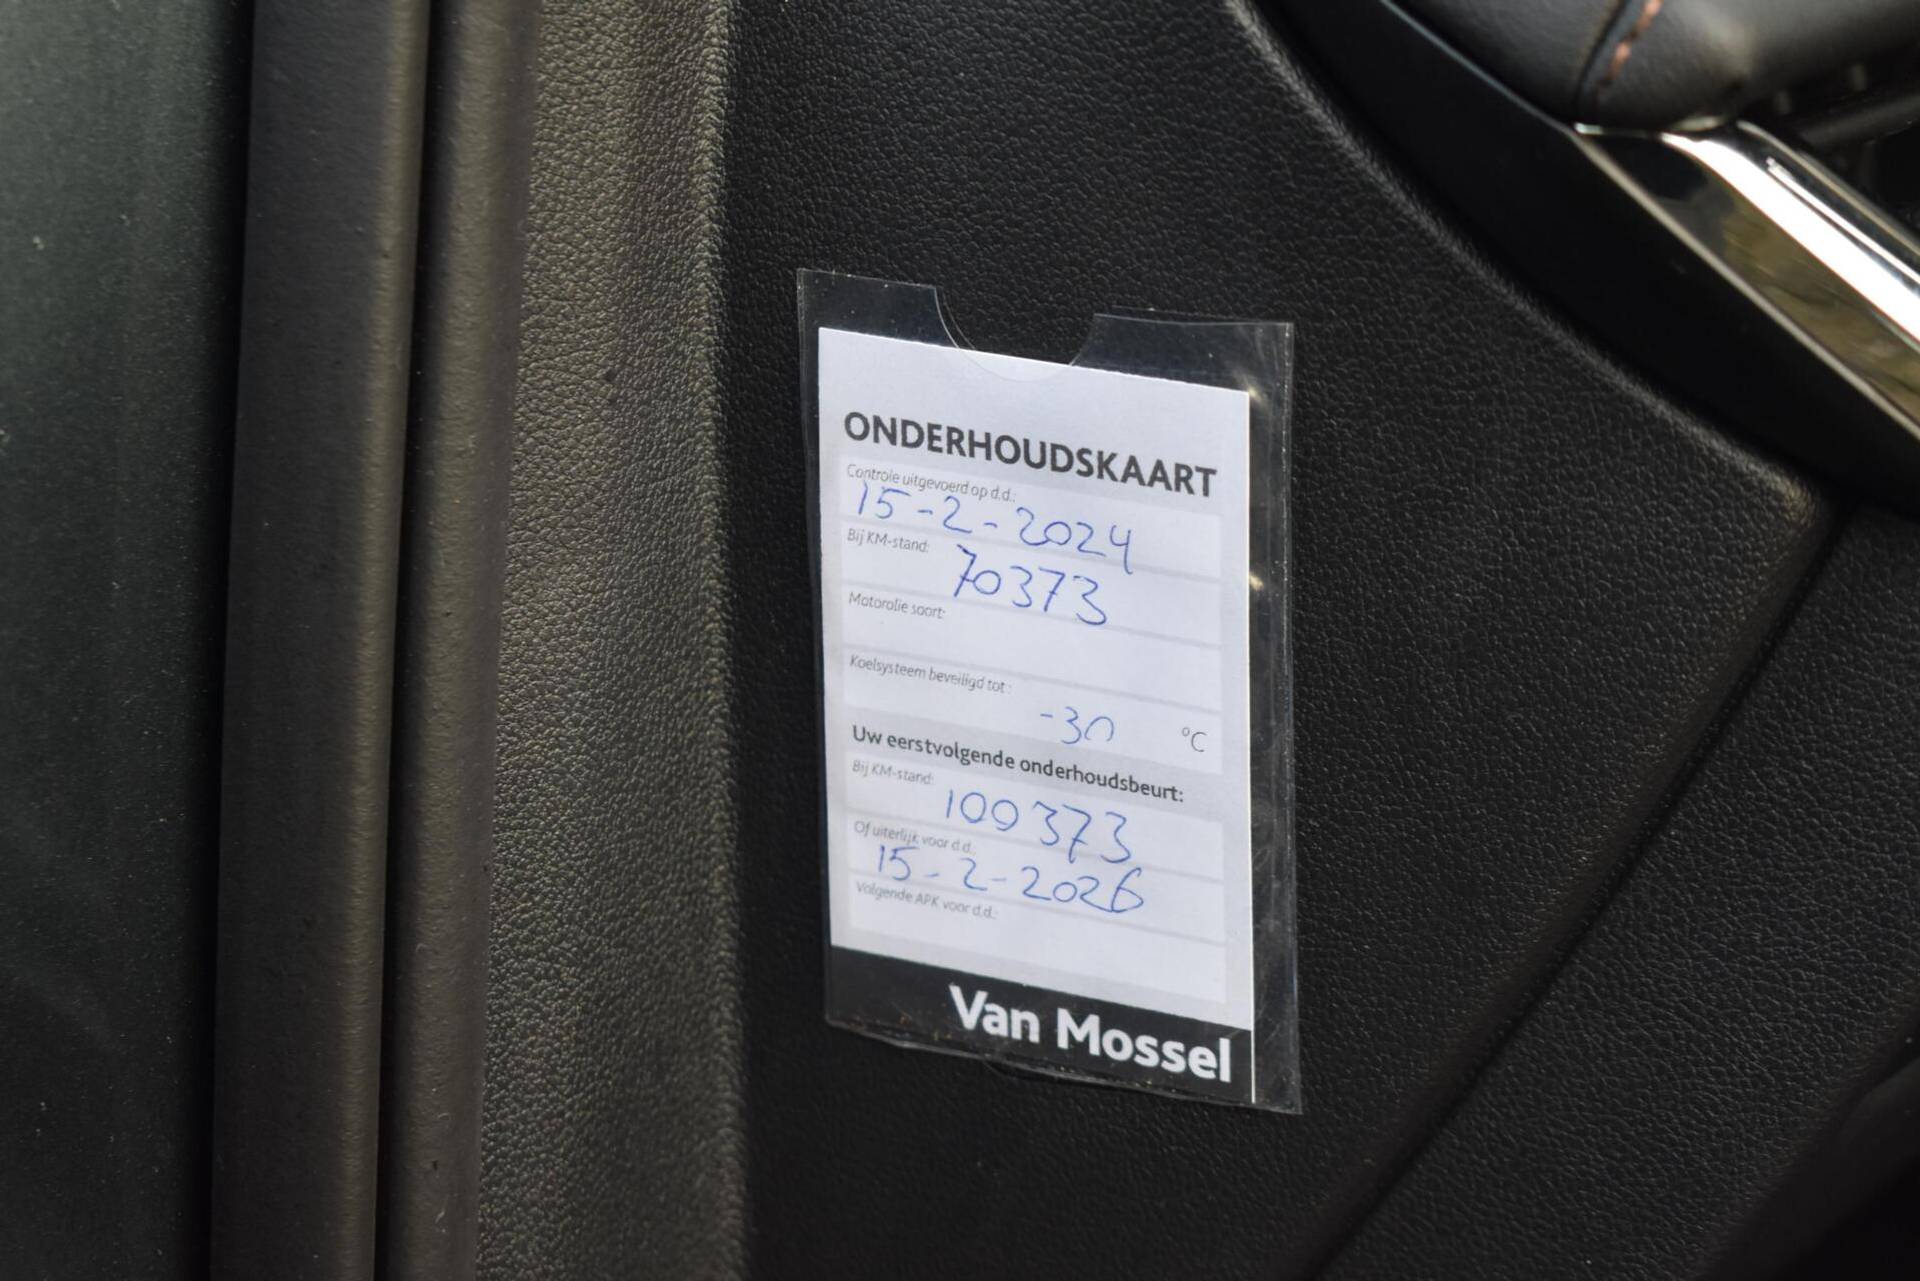 ONDERHOUDSKAART
Controle uitgevoerd op d.d.:
15-2-2024
Bij KM-stand:
70373
Motorolie soort:
Koelsysteem beveiligd tot :
-30 °C
Uw eerstvolgende onderhoudsbeurt:
Bij KM-stand:
100373
Of uiterlijk voor d.d.:
15-2-2026
Volgende APK voor d.d.:
Van Mossel